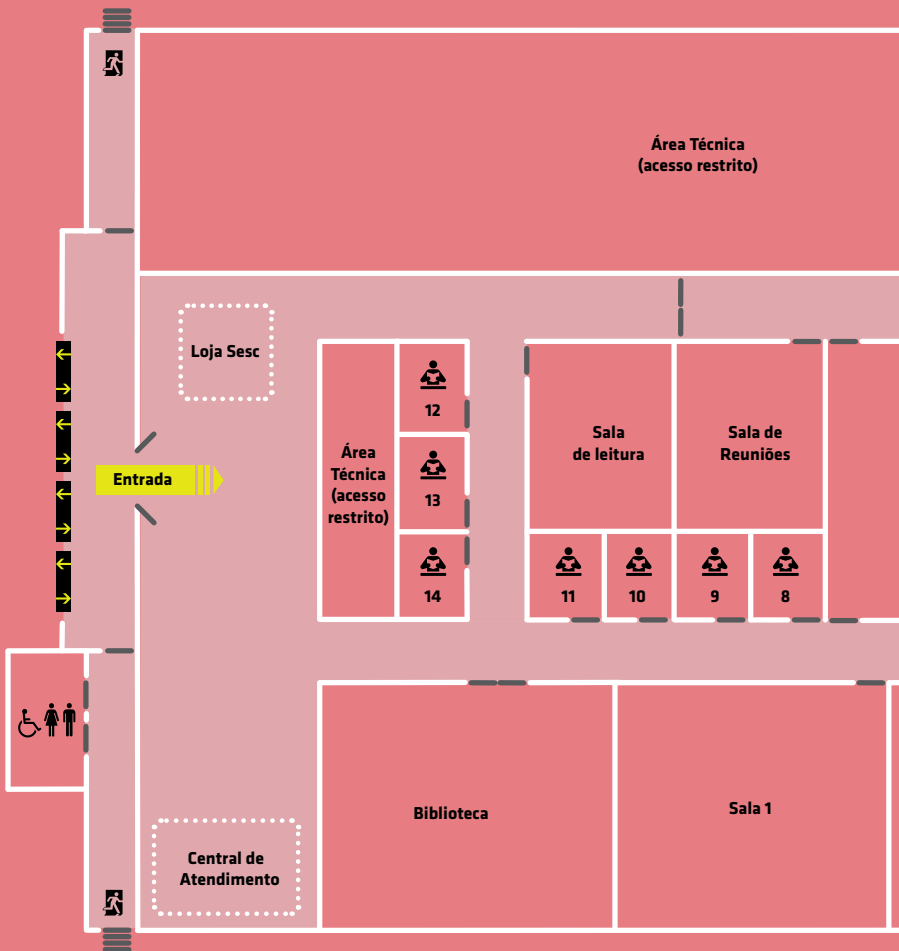 Área Técnica
(acesso restrito)
Loja Sesc
12
Sala
de leitura
Sala de
Reuniões
Área
Técnica
(acesso
restrito)
Entrada
13
14
11
10
9
8
Biblioteca
Sala 1
Central de
Atendimento